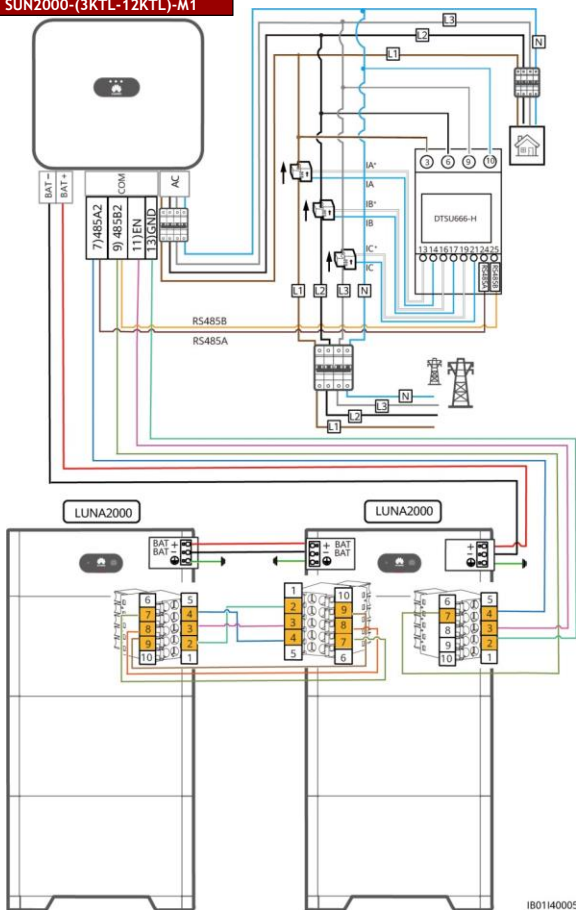 SUN2000-(3KTL-12KTL)-M1
L3
L2
N
L1
BAT −
BAT +
COM
AC
7)485A2
9) 485B2
11)EN
13)GND
3
6
9
10
IA+
IA
IB+
IB
IC+
IC
DTSU666-H
13 14 16 17 19 21 24 25
RS485A
RS485B
L1
L2
L3
N
RS485B
RS485A
N
L3
L2
L1
LUNA2000
LUNA2000
BAT +
BAT -
+ BAT
- BAT
+
-
6
7
8
9
10
5
4
3
2
1
1
2
3
4
5
10
9
8
7
6
6
7
8
9
10
5
4
3
2
1
IB01I40005